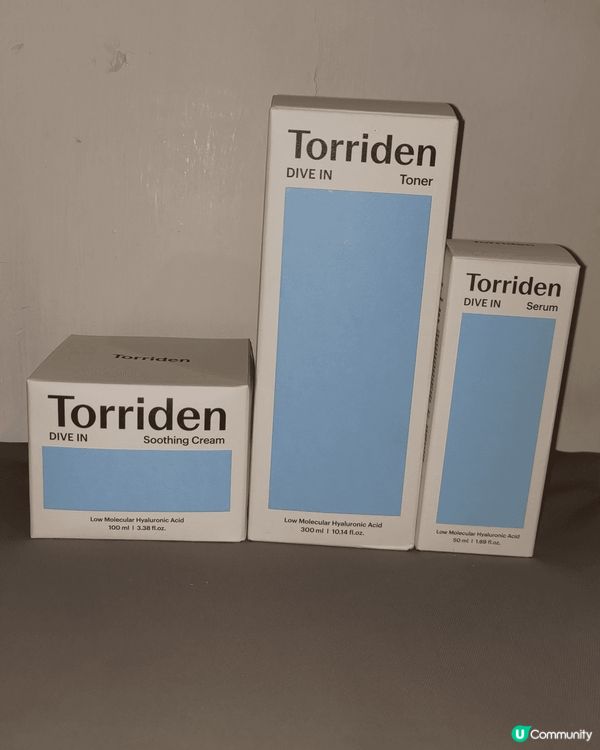 Torriden
Torriden
DIVE IN Soothing Cream
Low Molecular Hyaluronic Acid
100 ml | 3.38 fl.oz.
Torriden
DIVE IN Toner
Low Molecular Hyaluronic Acid
300 ml | 10.14 fl.oz.
Torriden
Torriden
DIVE IN Serum
Low Molecular Hyaluronic Acid
50 ml | 1.69 fl.oz.
U Community